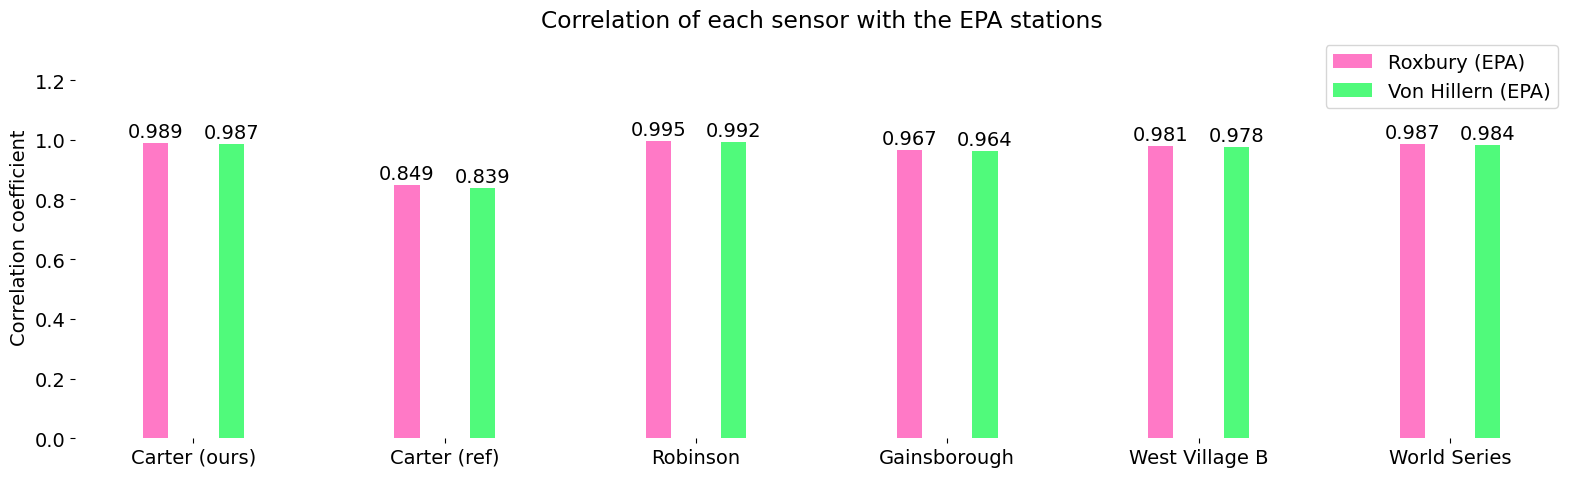 Correlation of each sensor with the EPA stations
Roxbury (EPA)
Von Hillern (EPA)
Correlation coefficient
1.2
1.0
0.8
0.6
0.4
0.2
0.0
0.989
0.987
0.849
0.839
0.995
0.992
0.967
0.964
0.981
0.978
0.987
0.984
Carter (ours)
Carter (ref)
Robinson
Gainsborough
West Village B
World Series